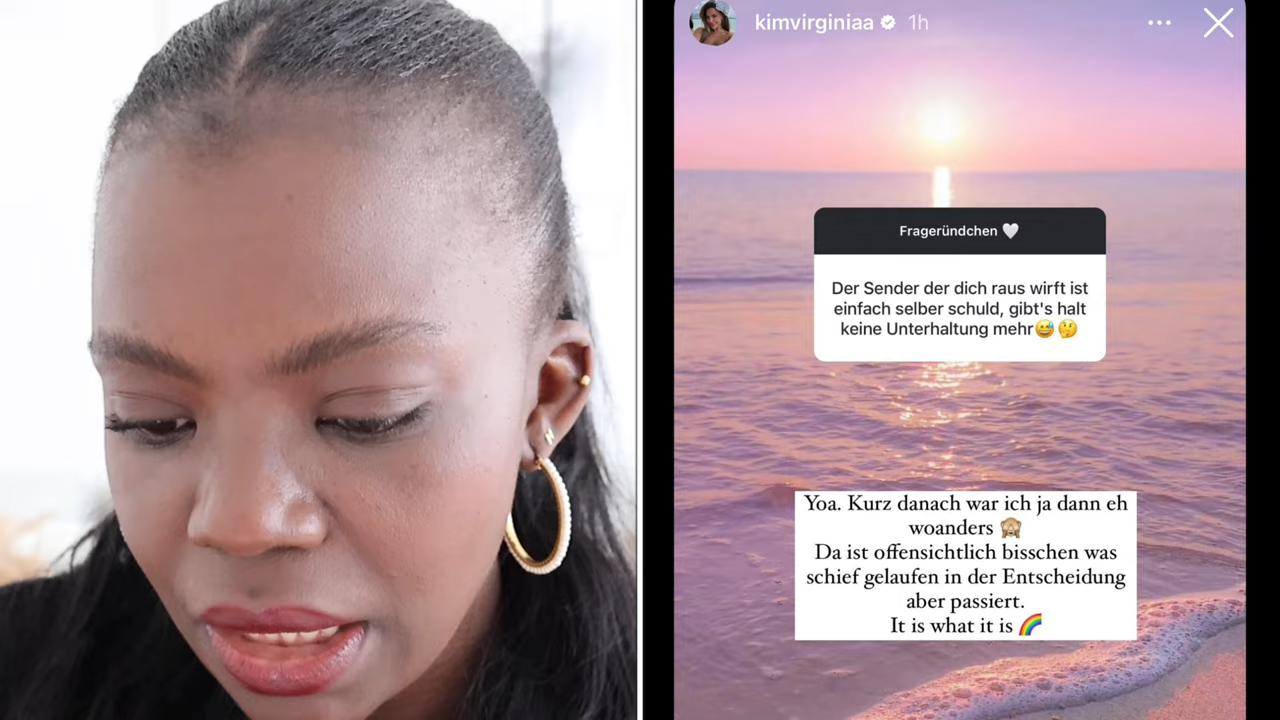 kimvirginiaa 1h
Frageründchen 🤍
Der Sender der dich raus wirft ist
einfach selber schuld, gibt's halt
keine Unterhaltung mehr😅🤔
Yoa. Kurz danach war ich ja dann eh
woanders 🙈
Da ist offensichtlich bisschen was
schief gelaufen in der Entscheidung
aber passiert.
It is what it is 🌈